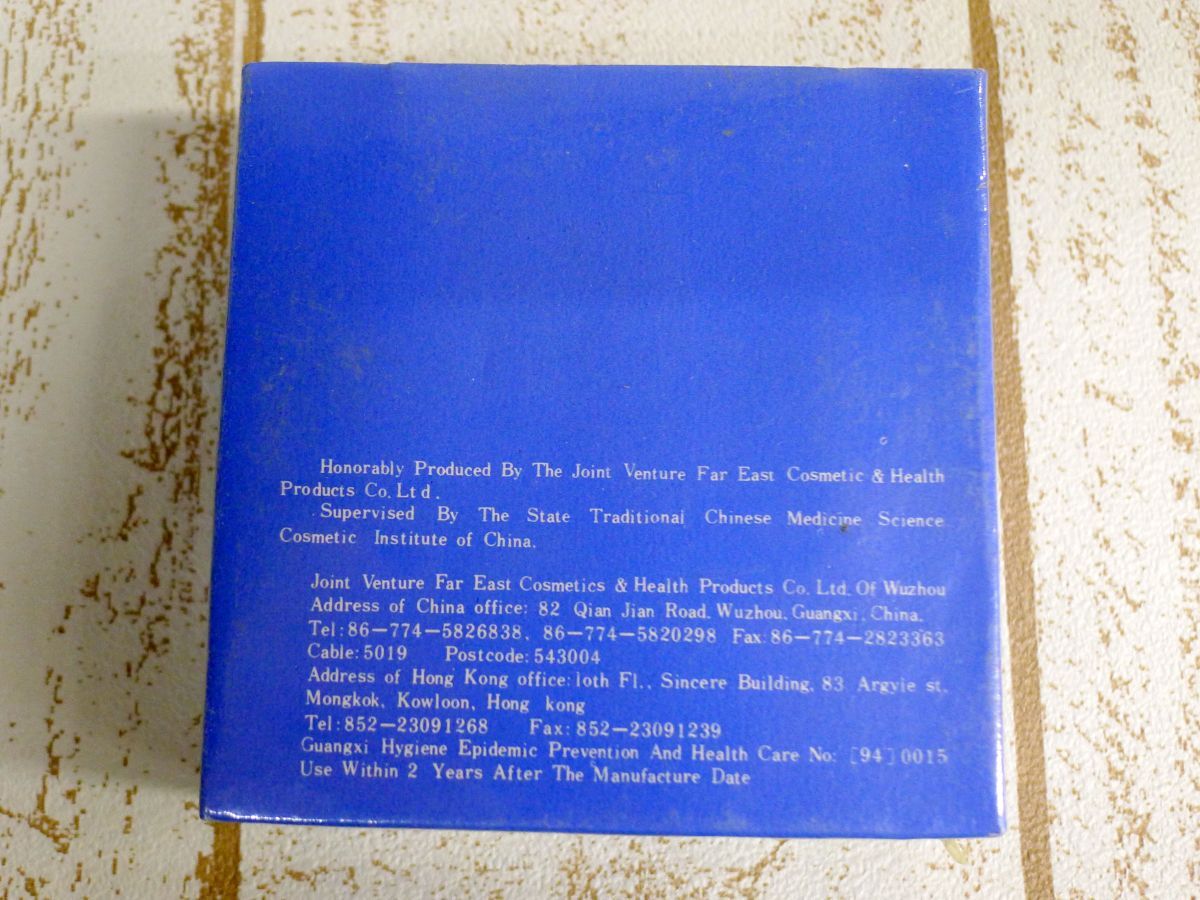 Honorably Produced By The Joint Venture Far East Cosmetic & Health
Products Co. Ltd.
Supervised By The State Traditional Chinese Medicine Science
Cosmetic Institute of China.
Joint Venture Far East Cosmetics & Health Products Co. Ltd. Of Wuzhou
Address of China office: 82 Qian Jian Road. Wuzhou. Guangxi. China.
Tel:86-774-5826838. 86-774-5820298 Fax:86-774-2823363
Cable:5019 Postcode:543004
Address of Hong Kong office:loth Fl., Sincere Building, 83 Argyie st.
Mongkok, Kowloon, Hong kong
Tel:852-23091268 Fax:852-23091239
Guangxi Hygiene Epidemic Prevention And Health Care No: [94]0015
Use Within 2 Years After The Manufacture Date